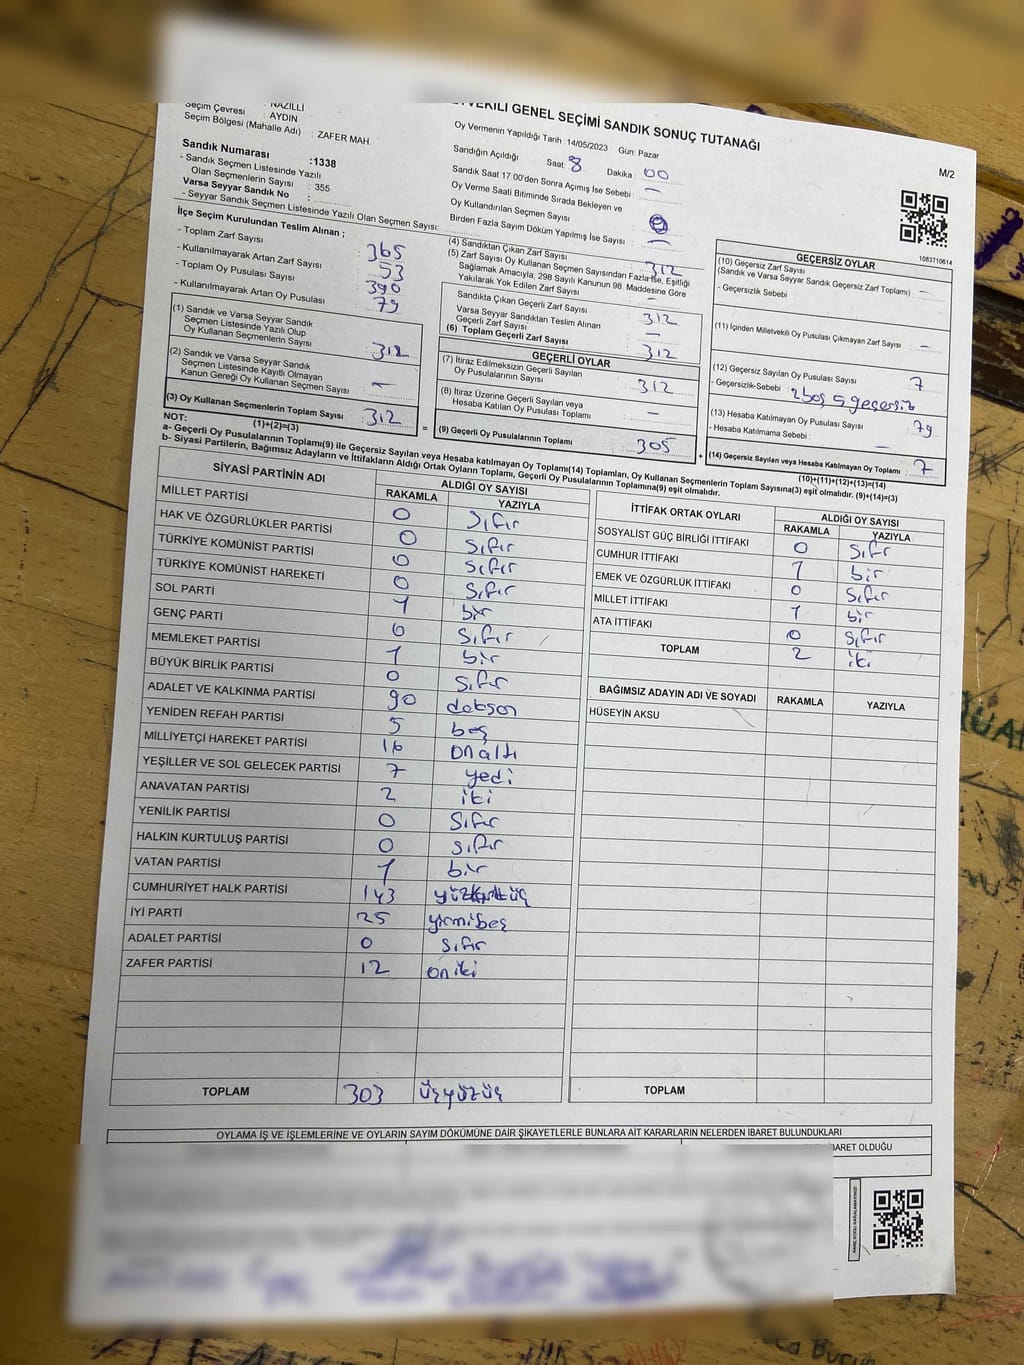 TVEKİLİ GENEL SEÇİMİ SANDIK SONUÇ TUTANAĞI
NAZİLLİ
Seçim Çevresi : AYDIN
Seçim Bölgesi (Mahalle Adı) : ZAFER MAH.
M/2
1083710614
Sandık Numarası :1338
- Sandık Seçmen Listesinde Yazılı
Olan Seçmenlerin Sayısı : 355
Varsa Seyyar Sandık No :
- Seyyar Sandık Seçmen Listesinde Yazılı Olan Seçmen Sayısı:
Oy Vermenin Yapıldığı Tarih :14/05/2023 Gün: Pazar
Sandığın Açıldığı Saat 8 Dakika 00
Sandık Saat 17:00'den Sonra Açılmış İse Sebebi : —
Oy Verme Saati Bitiminde Sırada Bekleyen ve
Oy Kullandırılan Seçmen Sayısı
Birden Fazla Sayım Döküm Yapılmış İse Sayısı : —
İlçe Seçim Kurulundan Teslim Alınan ;
- Toplam Zarf Sayısı : 365
- Kullanılmayarak Artan Zarf Sayısı : 53
- Toplam Oy Pusulası Sayısı : 390
- Kullanılmayarak Artan Oy Pusulası : 79
(1) Sandık ve Varsa Seyyar Sandık
Seçmen Listesinde Yazılı Olup
Oy Kullanan Seçmenlerin Sayısı : 312
(2) Sandık ve Varsa Seyyar Sandık
Seçmen Listesinde Kayıtlı Olmayan
Kanun Gereği Oy Kullanan Seçmen Sayısı : —
(3) Oy Kullanan Seçmenlerin Toplam Sayısı : 312
(1)+(2)=(3)
(4) Sandıktan Çıkan Zarf Sayısı : 312
(5) Zarf Sayısı Oy Kullanan Seçmen Sayısından Fazla İse, Eşitliği
Sağlamak Amacıyla, 298 Sayılı Kanunun 98. Maddesine Göre
Yakılarak Yok Edilen Zarf Sayısı : —
Sandıkta Çıkan Geçerli Zarf Sayısı : 312
Varsa Seyyar Sandıktan Teslim Alınan
Geçerli Zarf Sayısı : —
(6) Toplam Geçerli Zarf Sayısı : 312
GEÇERLİ OYLAR
(7) İtiraz Edilmeksizin Geçerli Sayılan
Oy Pusulalarının Sayısı : 312
(8) İtiraz Üzerine Geçerli Sayılan veya
Hesaba Katılan Oy Pusulası Toplamı : —
= (9) Geçerli Oy Pusulalarının Toplamı : 305 +
GEÇERSİZ OYLAR
(10) Geçersiz Zarf Sayısı
(Sandık ve Varsa Seyyar Sandık Geçersiz Zarf Toplamı) : —
- Geçersizlik Sebebi :
(11) İçinden Milletvekili Oy Pusulası Çıkmayan Zarf Sayısı : —
(12) Geçersiz Sayılan Oy Pusulası Sayısı : 7
- Geçersizlik Sebebi : 2 boş 5 geçersiz
(13) Hesaba Katılmayan Oy Pusulası Sayısı : 79
- Hesaba Katılmama Sebebi : —
(14) Geçersiz Sayılan veya Hesaba Katılmayan Oy Toplamı : 7
(10)+(11)+(12)+(13)=(14)
NOT:
a- Geçerli Oy Pusulalarının Toplamı(9) ile Geçersiz Sayılan veya Hesaba katılmayan Oy Toplamı(14) Toplamları, Oy Kullanan Seçmenlerin Toplam Sayısına(3) eşit olmalıdır. (9)+(14)=(3)
b- Siyasi Partilerin, Bağımsız Adayların ve İttifakların Aldığı Ortak Oyların Toplamı, Geçerli Oy Pusulalarının Toplamına(9) eşit olmalıdır.
SİYASİ PARTİNİN ADI ALDIĞI OY SAYISI
RAKAMLA YAZIYLA
MİLLET PARTİSİ 0 sıfır
HAK VE ÖZGÜRLÜKLER PARTİSİ 0 sıfır
TÜRKİYE KOMÜNİST PARTİSİ 0 sıfır
TÜRKİYE KOMÜNİST HAREKETİ 0 sıfır
SOL PARTİ 1 bir
GENÇ PARTİ 0 sıfır
MEMLEKET PARTİSİ 1 bir
BÜYÜK BİRLİK PARTİSİ 0 sıfır
ADALET VE KALKINMA PARTİSİ 90 doksan
YENİDEN REFAH PARTİSİ 5 beş
MİLLİYETÇİ HAREKET PARTİSİ 16 onaltı
YEŞİLLER VE SOL GELECEK PARTİSİ 7 yedi
ANAVATAN PARTİSİ 2 iki
YENİLİK PARTİSİ 0 sıfır
HALKIN KURTULUŞ PARTİSİ 0 sıfır
VATAN PARTİSİ 1 bir
CUMHURİYET HALK PARTİSİ 143 yüzkırküç
İYİ PARTİ 25 yirmibeş
ADALET PARTİSİ 0 sıfır
ZAFER PARTİSİ 12 oniki
TOPLAM 303 üçyüzüç
İTTİFAK ORTAK OYLARI ALDIĞI OY SAYISI
RAKAMLA YAZIYLA
SOSYALİST GÜÇ BİRLİĞİ İTTİFAKI 0 sıfır
CUMHUR İTTİFAKI 1 bir
EMEK VE ÖZGÜRLÜK İTTİFAKI 0 sıfır
MİLLET İTTİFAKI 1 bir
ATA İTTİFAKI 0 sıfır
TOPLAM 2 iki
BAĞIMSIZ ADAYIN ADI VE SOYADI RAKAMLA YAZIYLA
HÜSEYİN AKSU
TOPLAM
OYLAMA İŞ VE İŞLEMLERİNE VE OYLARIN SAYIM DÖKÜMÜNE DAİR ŞİKAYETLERLE BUNLARA AİT KARARLARIN NELERDEN İBARET BULUNDUKLARI
BARET OLDUĞU